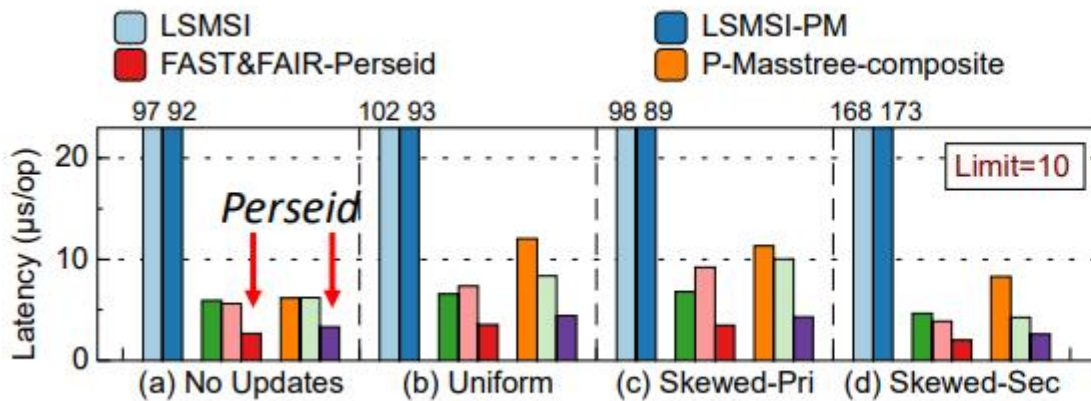 LSMSI
LSMSI-PM
FAST&FAIR-Perseid
P-Masstree-composite
97 92
102 93
98 89
168 173
20
Limit=10
Perseid
10
0
Latency (µs/op)
(a) No Updates
(b) Uniform
(c) Skewed-Pri
(d) Skewed-Sec